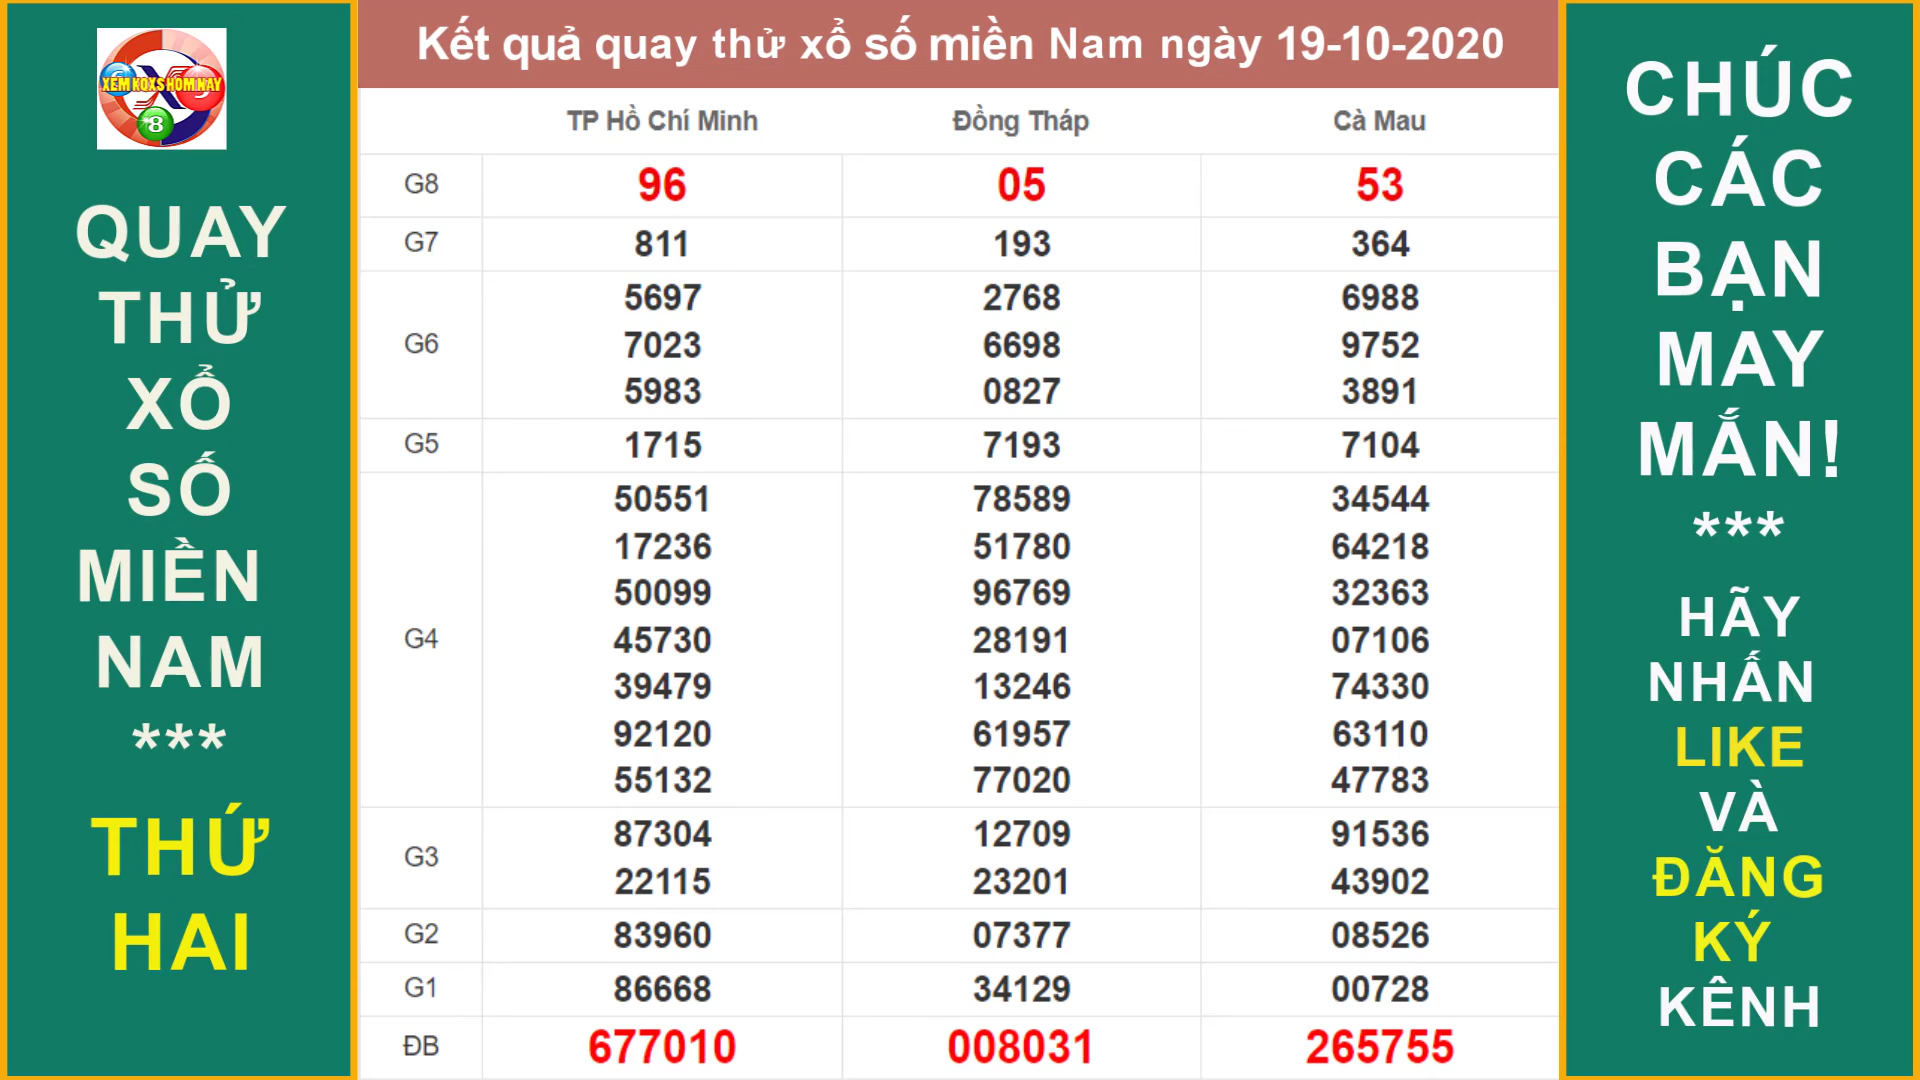 XEMKQXSHOMNAY
8
QUAY
THỬ
XỔ
SỐ
MIỀN
NAM
***
THỨ
HAI
Kết quả quay thử xổ số miền Nam ngày 19-10-2020
TP Hồ Chí Minh Đồng Tháp Cà Mau
G8 96 05 53
G7 811 193 364
G6
5697 2768 6988
7023 6698 9752
5983 0827 3891
G5 1715 7193 7104
G4
50551 78589 34544
17236 51780 64218
50099 96769 32363
45730 28191 07106
39479 13246 74330
92120 61957 63110
55132 77020 47783
G3
87304 12709 91536
22115 23201 43902
G2 83960 07377 08526
G1 86668 34129 00728
ĐB 677010 008031 265755
CHÚC
CÁC
BẠN
MAY
MẮN!
***
HÃY
NHẤN
LIKE
VÀ
ĐĂNG
KÝ
KÊNH